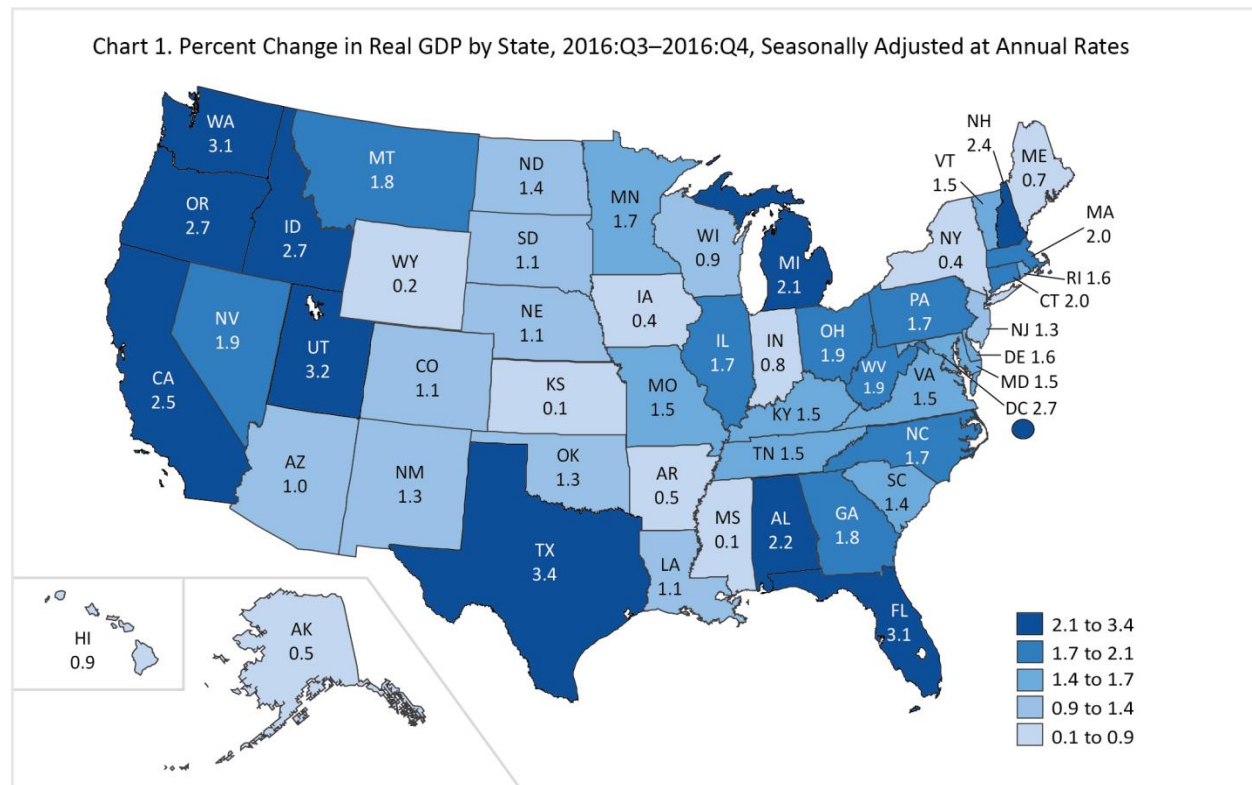 Chart 1. Percent Change in Real GDP by State, 2016:Q3–2016:Q4, Seasonally Adjusted at Annual Rates
WA
3.1
OR
2.7
ID
2.7
MT
1.8
WY
0.2
ND
1.4
SD
1.1
NE
1.1
MN
1.7
WI
0.9
IA
0.4
MI
2.1
NH
2.4
VT
1.5
ME
0.7
MA
2.0
NY
0.4
RI 1.6
CT 2.0
PA
1.7
NJ 1.3
DE 1.6
MD 1.5
DC 2.7
CA
2.5
NV
1.9
UT
3.2
CO
1.1
KS
0.1
MO
1.5
IL
1.7
IN
0.8
OH
1.9
WV
1.9
VA
1.5
KY 1.5
TN 1.5
NC
1.7
SC
1.4
AZ
1.0
NM
1.3
OK
1.3
AR
0.5
TX
3.4
LA
1.1
MS
0.1
AL
2.2
GA
1.8
FL
3.1
HI
0.9
AK
0.5
2.1 to 3.4
1.7 to 2.1
1.4 to 1.7
0.9 to 1.4
0.1 to 0.9